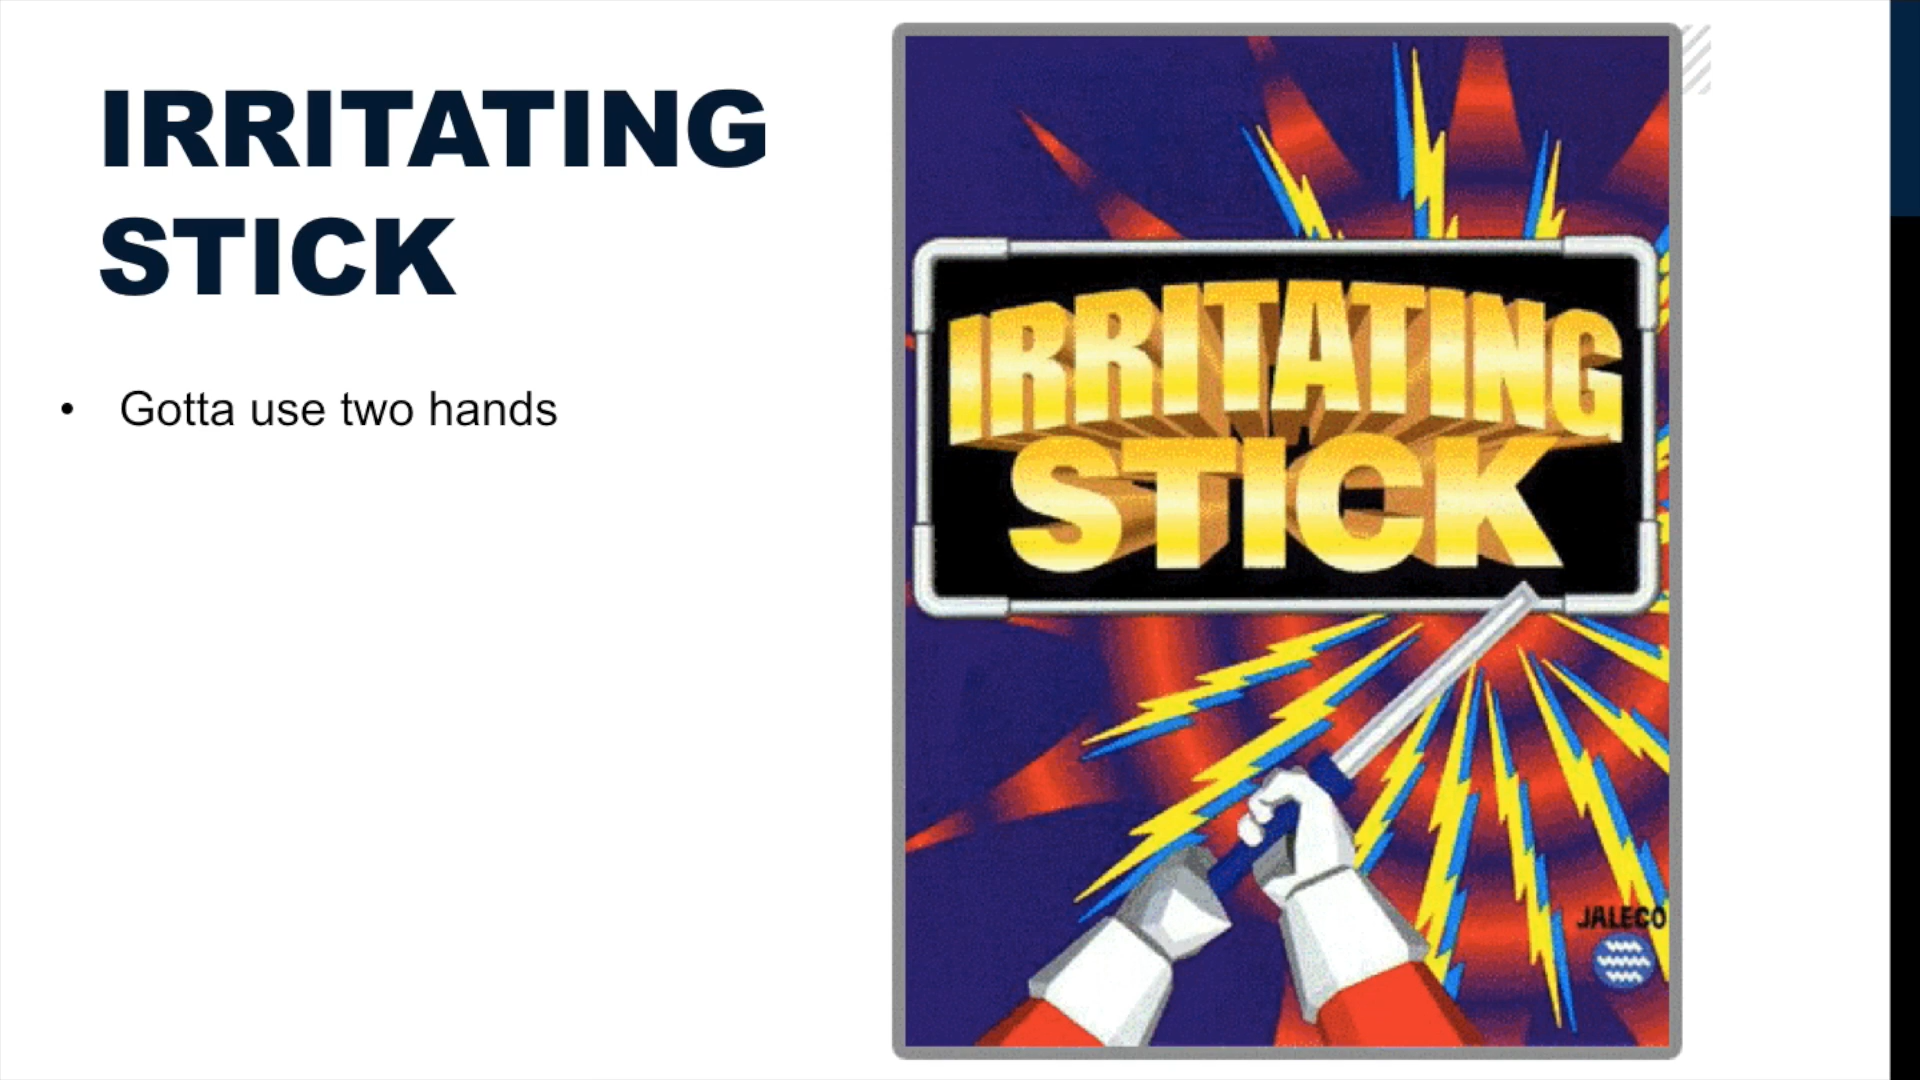 IRRITATING
STICK
• Gotta use two hands
IRRITATING
STICK
JALECO